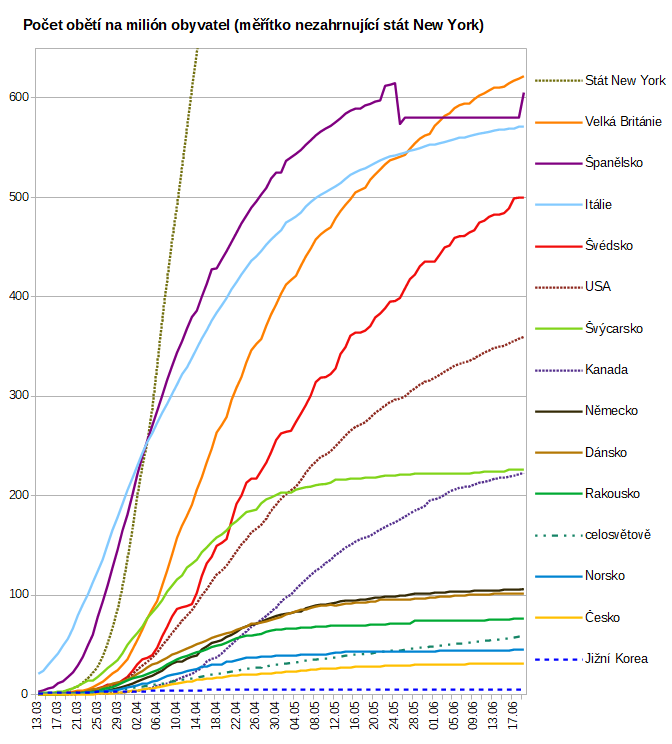 Počet obětí na milión obyvatel (měřítko nezahrnující stát New York)
600
500
400
300
200
100
0
Stát New York
Velká Británie
Španělsko
Itálie
Švédsko
USA
Švýcarsko
Kanada
Německo
Dánsko
Rakousko
celosvětově
Norsko
Česko
Jižní Korea
13.03
17.03
21.03
25.03
29.03
02.04
06.04
10.04
14.04
18.04
22.04
26.04
30.04
04.05
08.05
12.05
16.05
20.05
24.05
28.05
01.06
05.06
09.06
13.06
17.06